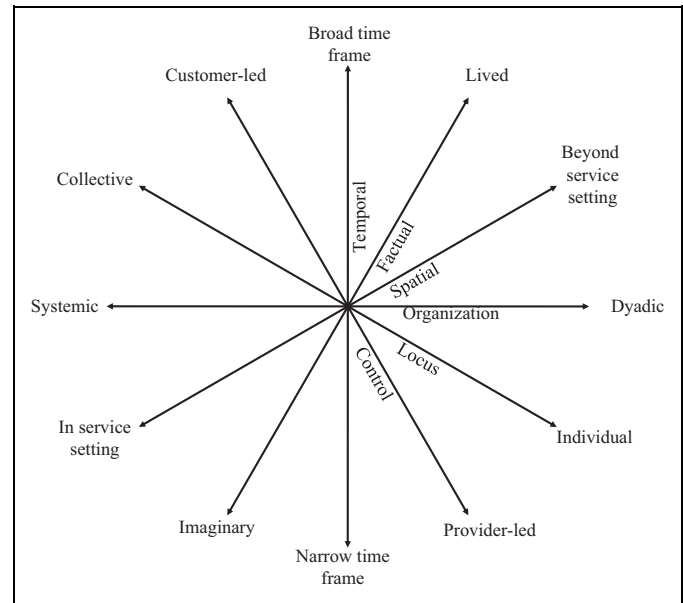 Broad time
frame
Customer-led
Lived
Beyond
service
setting
Collective
Temporal
Factual
Spatial
Systemic
Organization
Dyadic
Locus
Control
In service
setting
Individual
Imaginary
Provider-led
Narrow time
frame